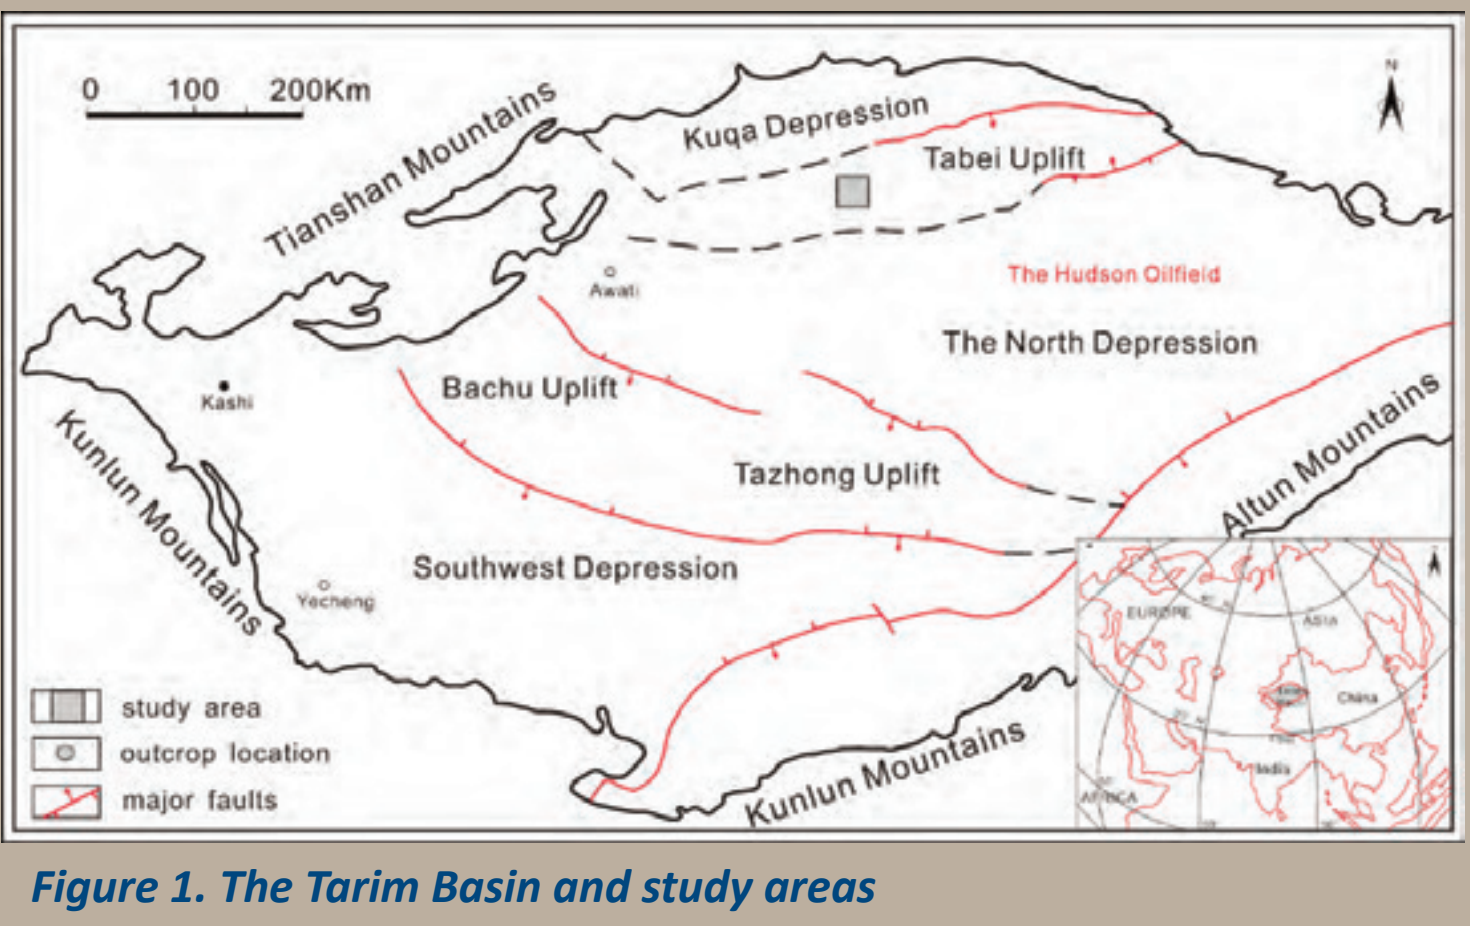 0 100 200Km
N
Tianshan Mountains
Kuqa Depression
Tabei Uplift
The Hudson Oilfield
Awati
The North Depression
Bachu Uplift
Kashi
Kunlun Mountains
Tazhong Uplift
Altun Mountains
Southwest Depression
Yecheng
EUROPE
ASIA
China
India
AFRICA
study area
outcrop location
major faults
Kunlun Mountains
Figure 1. The Tarim Basin and study areas